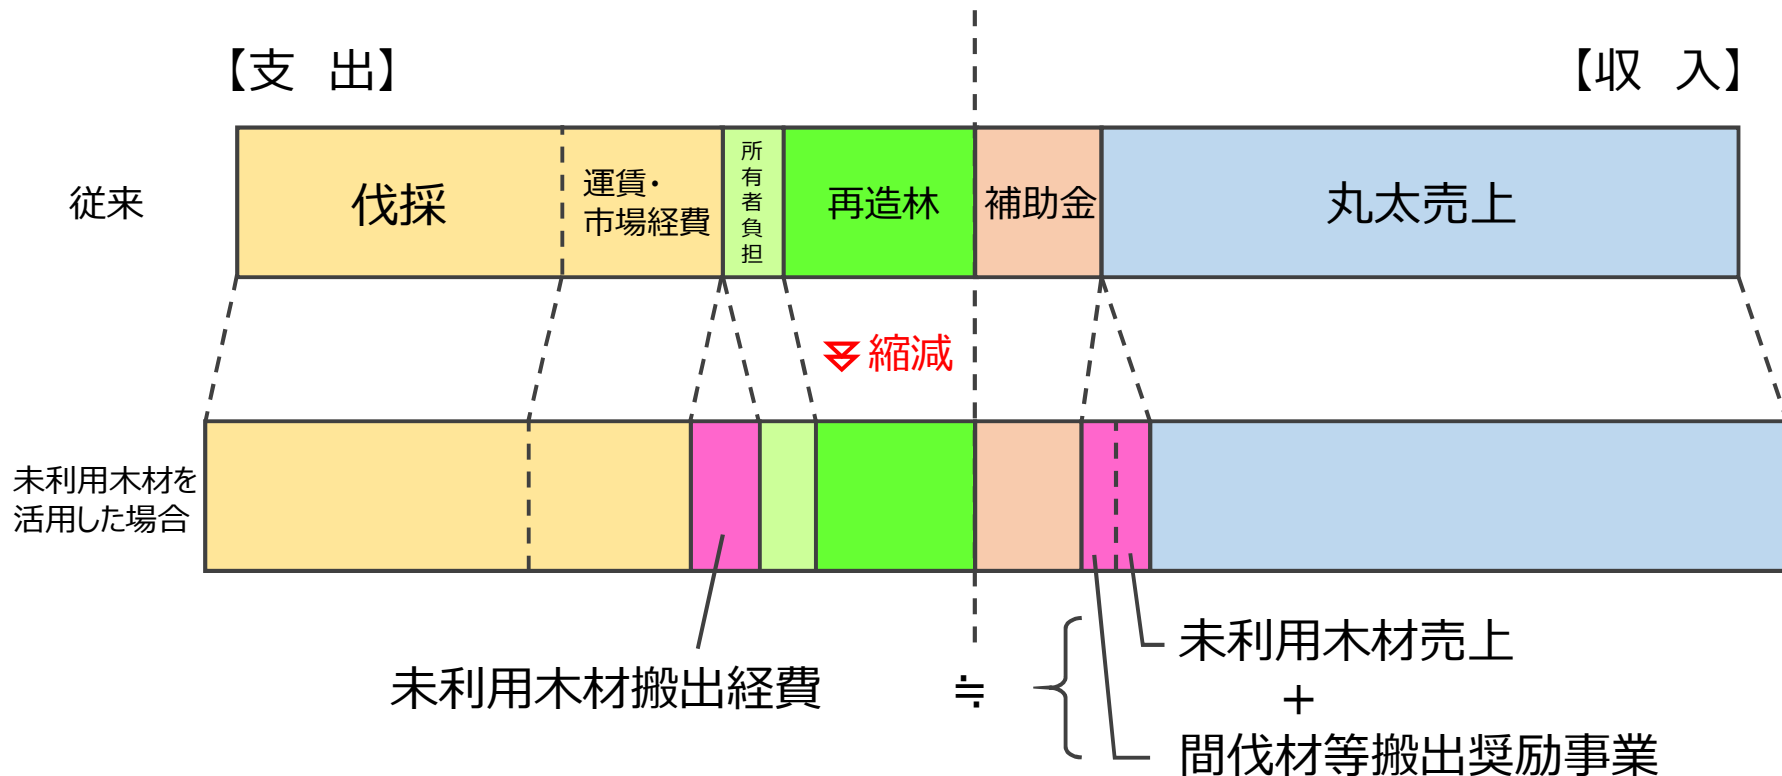 【支　出】
【収　入】
従来
伐採
運賃・
市場経費
所有者負担
再造林
補助金
丸太売上
縮減
未利用木材を
活用した場合
未利用木材搬出経費
≒
未利用木材売上
+
間伐材等搬出奨励事業